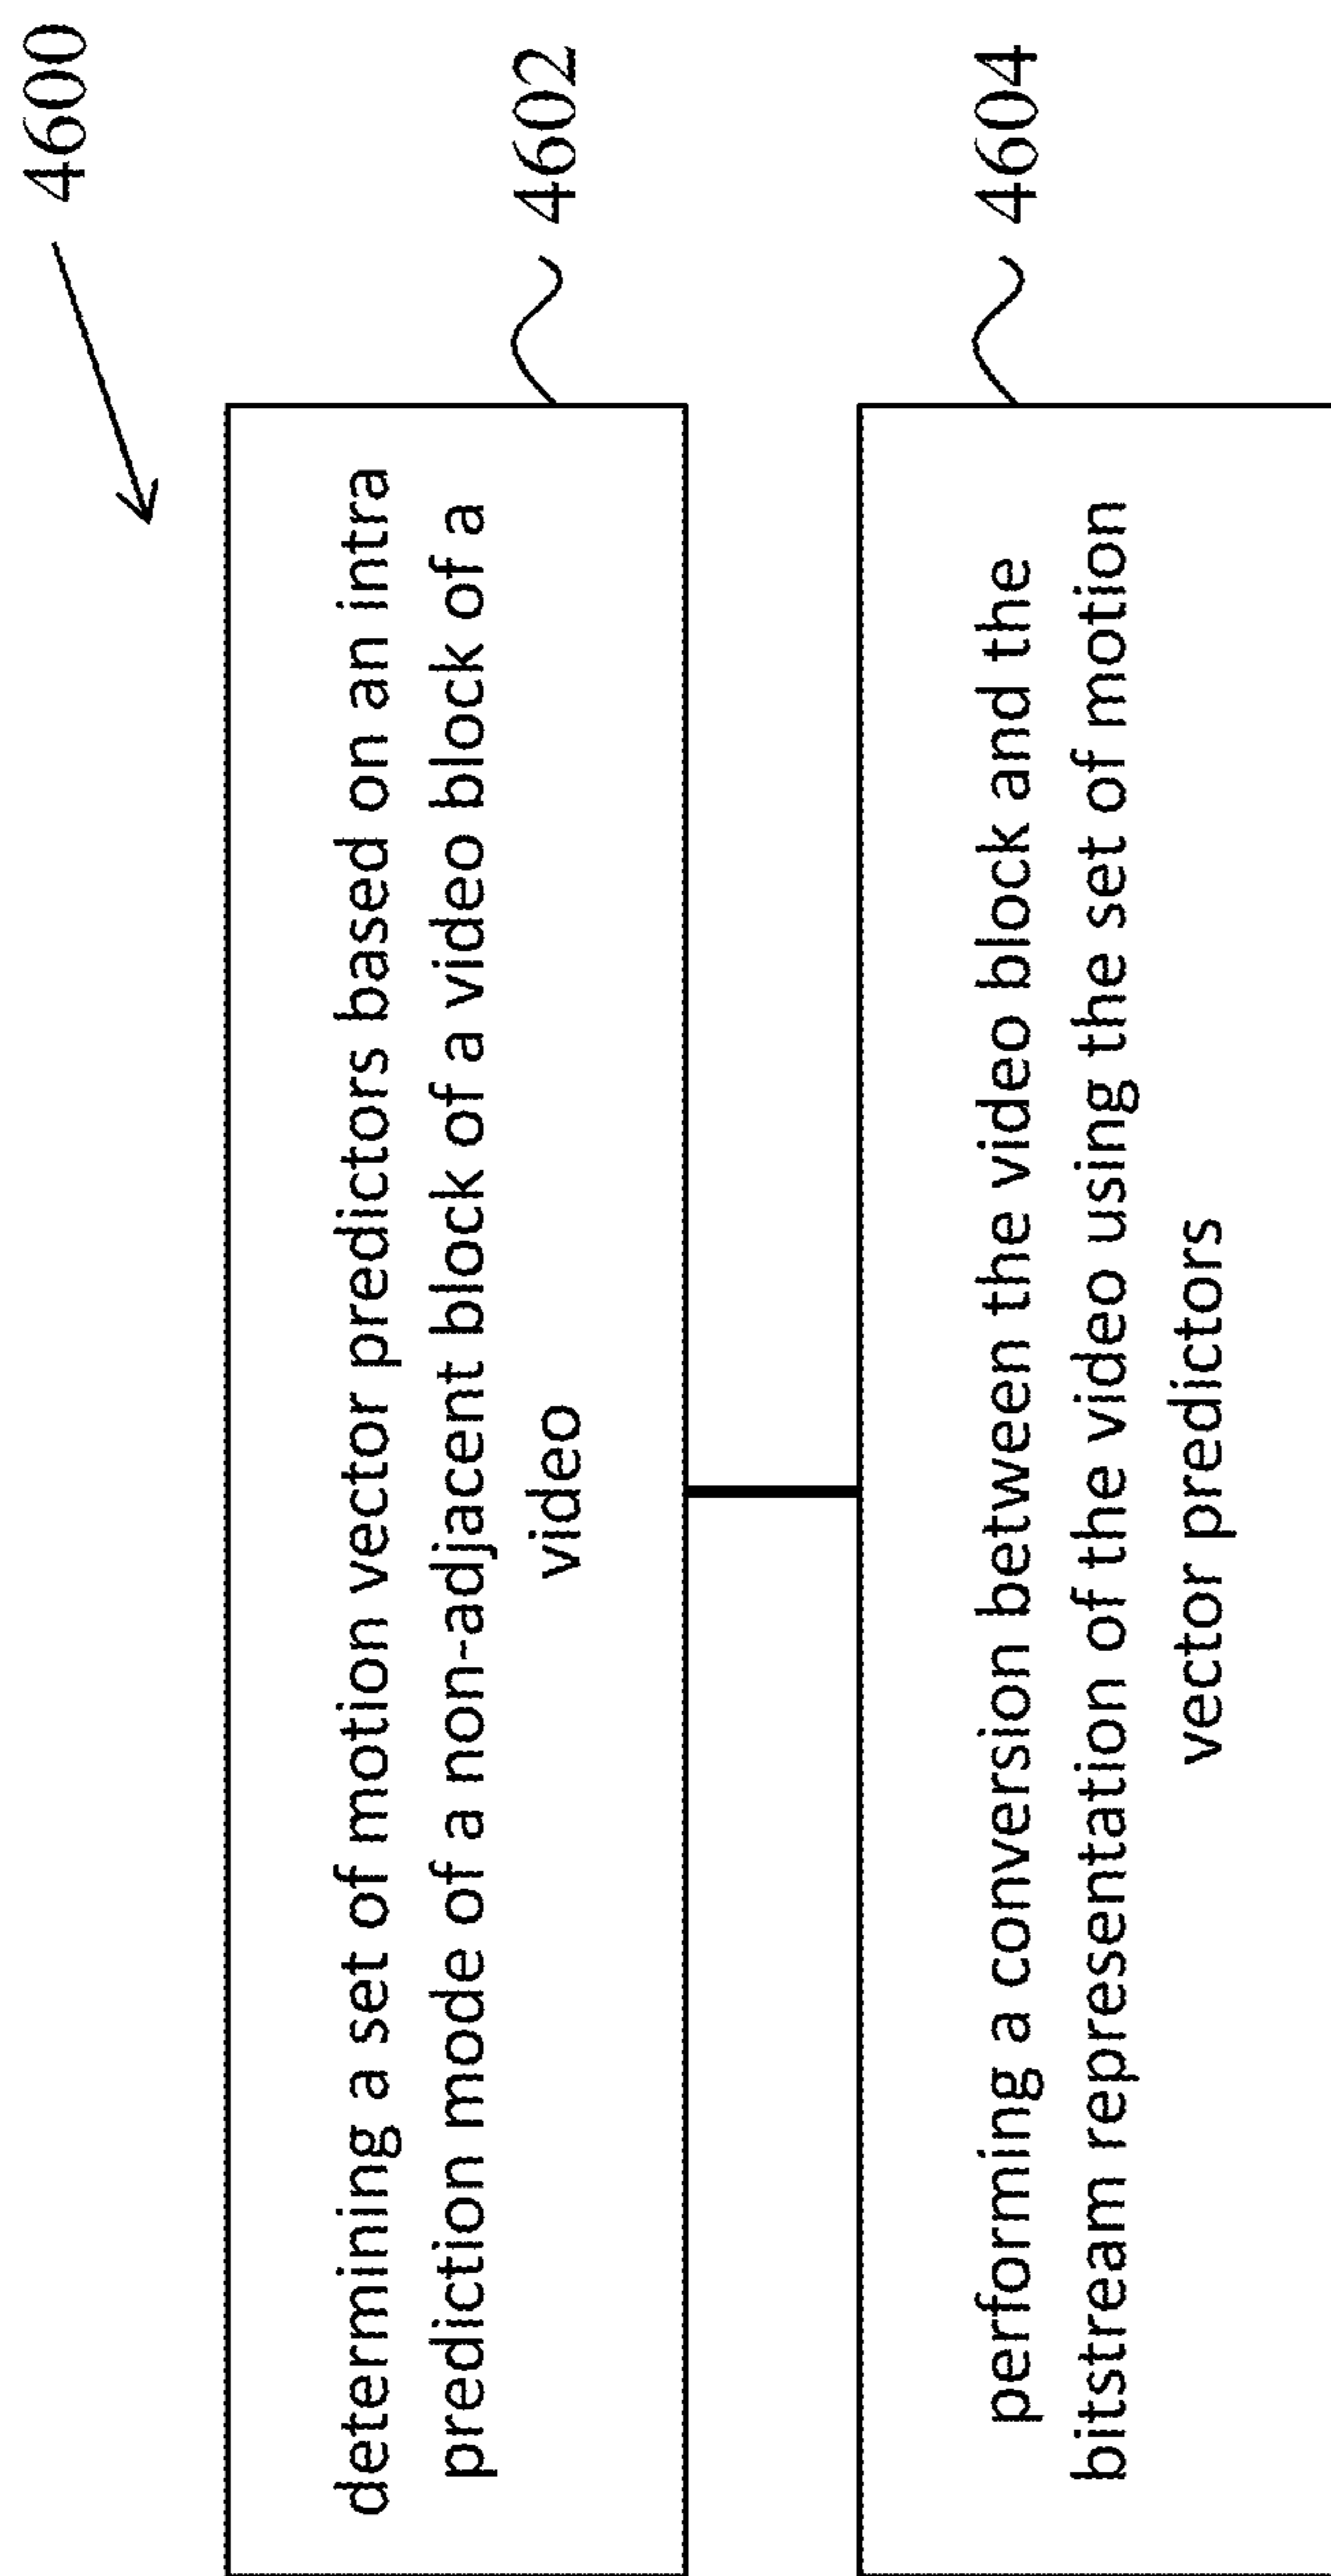 4600
determining a set of motion vector predictors based on an intra
prediction mode of a non-adjacent block of a video block of a
video
4602
performing a conversion between the video block and the
bitstream representation of the video using the set of motion
vector predictors
4604